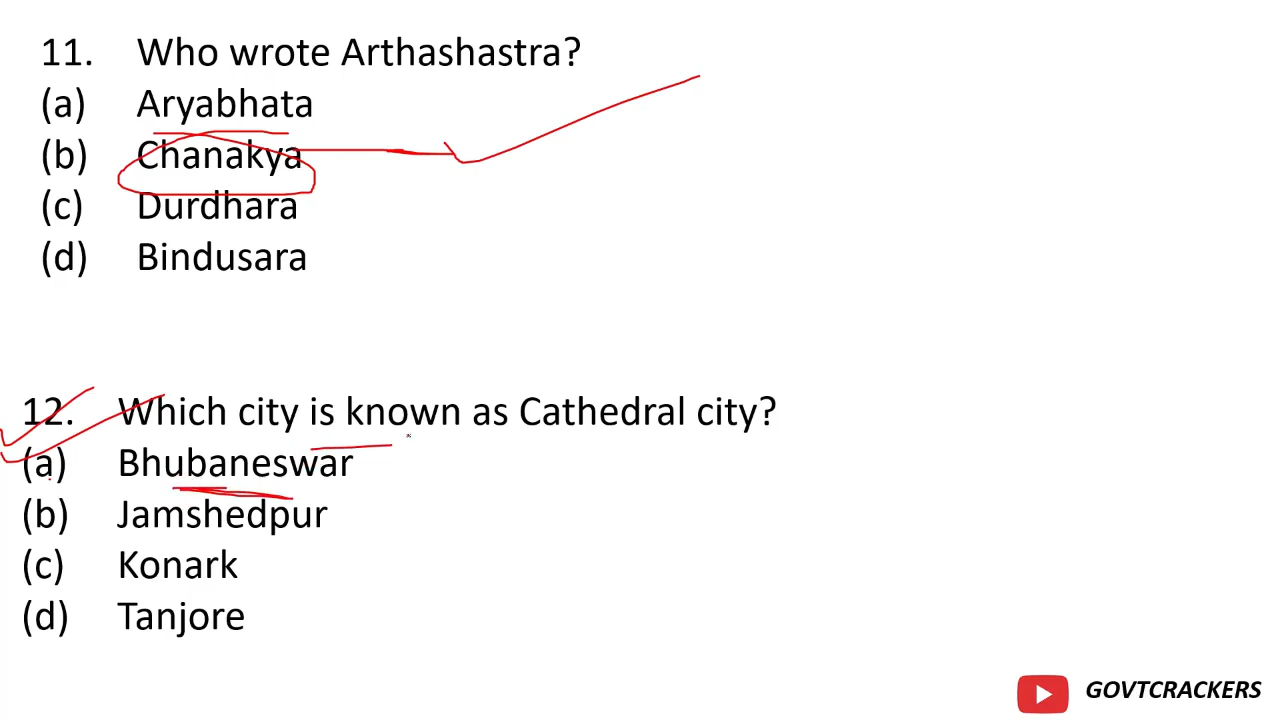 11. Who wrote Arthashastra?
(a) Aryabhata
(b) Chanakya
(c) Durdhara
(d) Bindusara
12. Which city is known as Cathedral city?
(a) Bhubaneswar
(b) Jamshedpur
(c) Konark
(d) Tanjore
GOVTCRACKERS